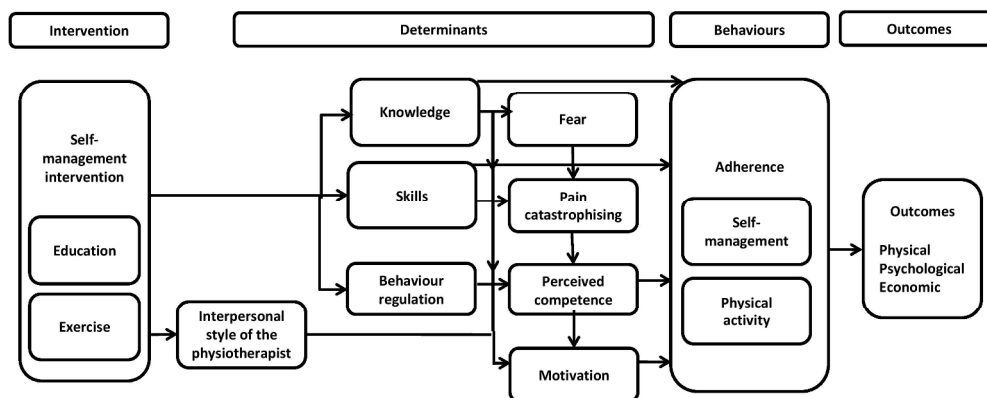 Intervention
Determinants
Behaviours
Outcomes
Self-
management
intervention
Education
Exercise
Interpersonal
style of the
physiotherapist
Knowledge
Skills
Behaviour
regulation
Fear
Pain
catastrophising
Perceived
competence
Motivation
Adherence
Self-
management
Physical
activity
Outcomes
Physical
Psychological
Economic